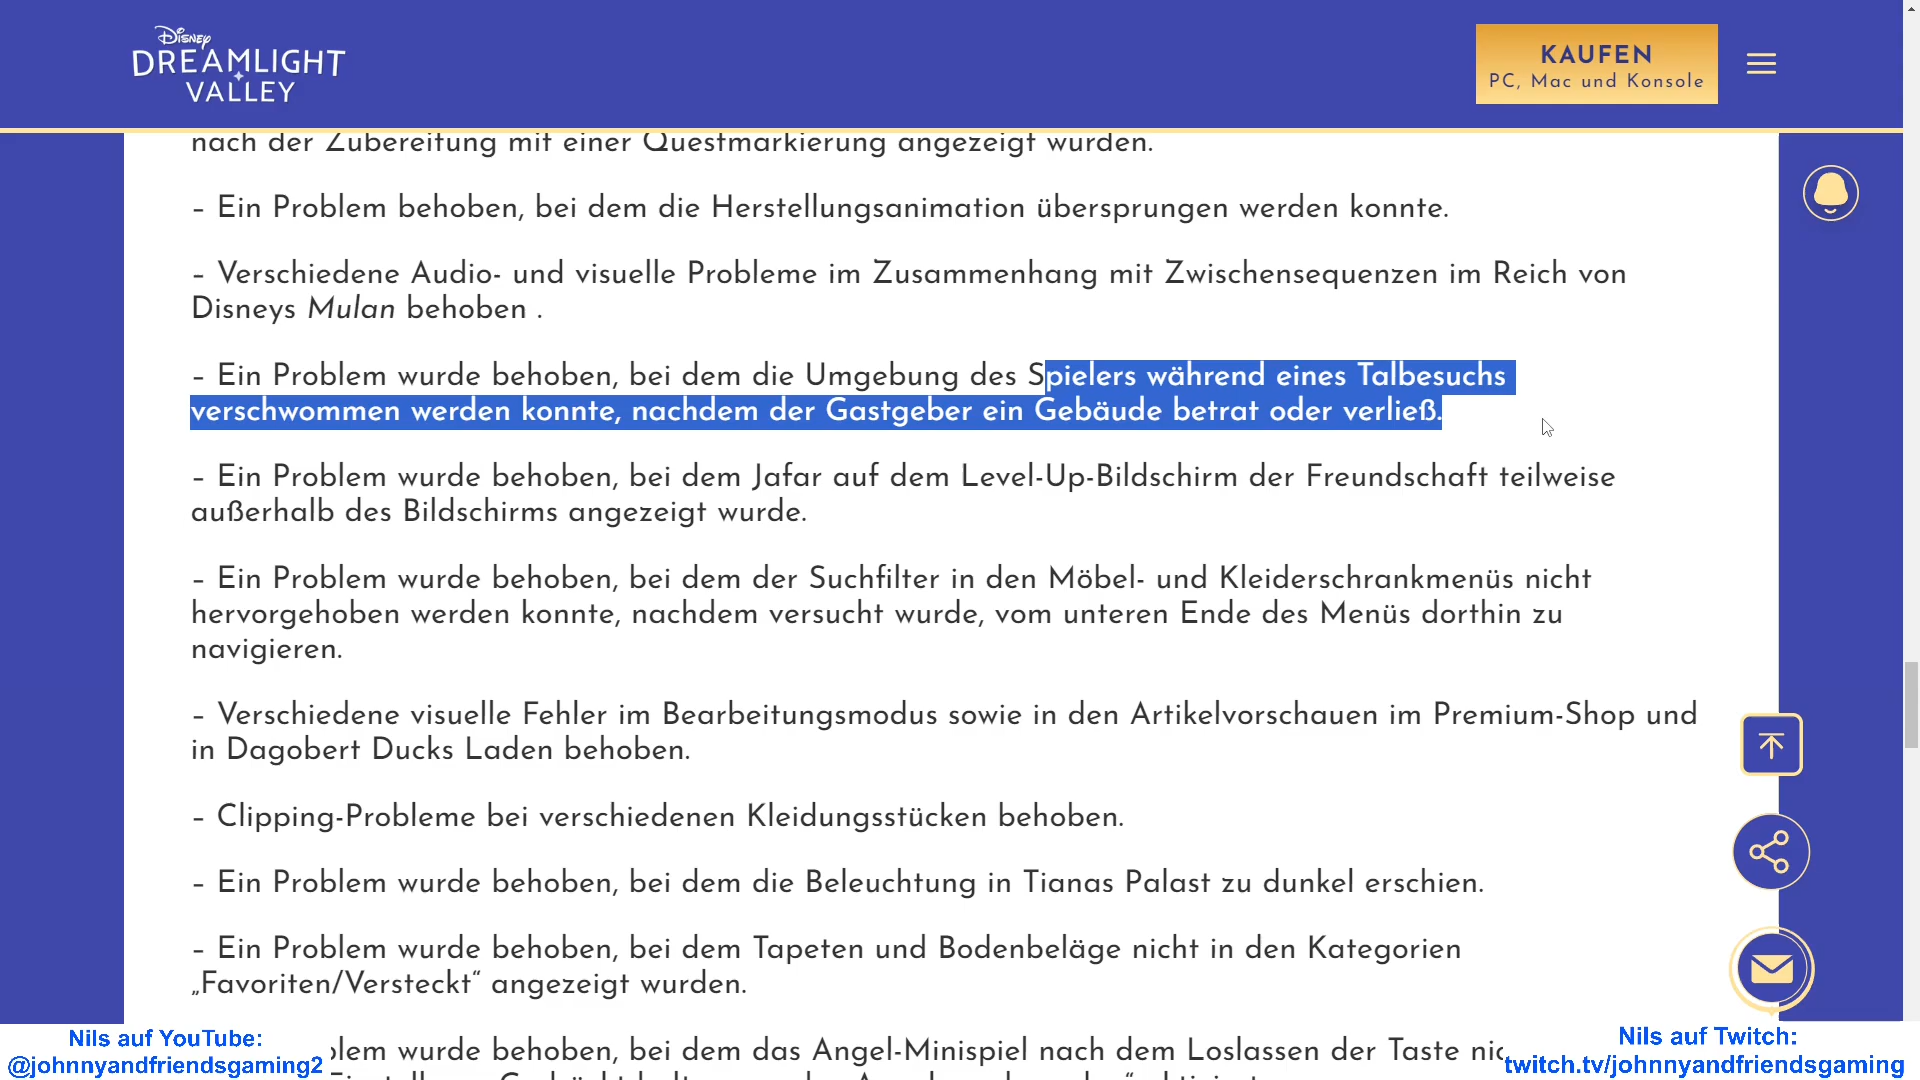 Disney
DREAMLIGHT
VALLEY
KAUFEN
PC, Mac und Konsole
nach der Zubereitung mit einer Questmarkierung angezeigt wurden.
– Ein Problem behoben, bei dem die Herstellungsanimation übersprungen werden konnte.
– Verschiedene Audio- und visuelle Probleme im Zusammenhang mit Zwischensequenzen im Reich von
Disneys Mulan behoben .
– Ein Problem wurde behoben, bei dem die Umgebung des Spielers während eines Talbesuchs
verschwommen werden konnte, nachdem der Gastgeber ein Gebäude betrat oder verließ.
– Ein Problem wurde behoben, bei dem Jafar auf dem Level-Up-Bildschirm der Freundschaft teilweise
außerhalb des Bildschirms angezeigt wurde.
– Ein Problem wurde behoben, bei dem der Suchfilter in den Möbel- und Kleiderschrankmenüs nicht
hervorgehoben werden konnte, nachdem versucht wurde, vom unteren Ende des Menüs dorthin zu
navigieren.
– Verschiedene visuelle Fehler im Bearbeitungsmodus sowie in den Artikelvorschauen im Premium-Shop und
in Dagobert Ducks Laden behoben.
– Clipping-Probleme bei verschiedenen Kleidungsstücken behoben.
– Ein Problem wurde behoben, bei dem die Beleuchtung in Tianas Palast zu dunkel erschien.
– Ein Problem wurde behoben, bei dem Tapeten und Bodenbeläge nicht in den Kategorien
„Favoriten/Versteckt“ angezeigt wurden.
wurde behoben, bei dem das Angel-Minispiel nach dem Loslassen der Taste
Nils auf YouTube:
@johnnyandfriendsgaming2
Nils auf Twitch:
twitch.tv/johnnyandfriendsgaming